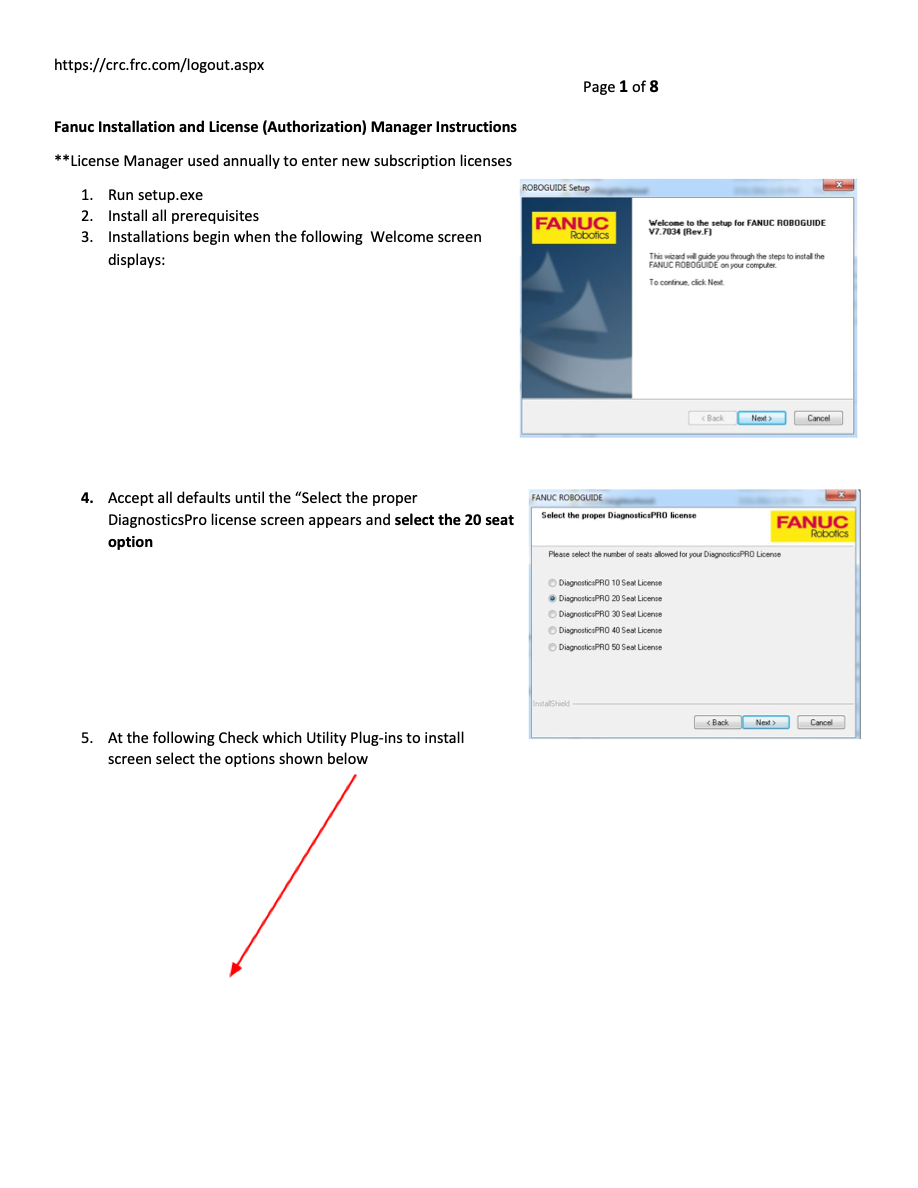 https://crc.frc.com/logout.aspx
Page 1 of 8
Fanuc Installation and License (Authorization) Manager Instructions
**License Manager used annually to enter new subscription licenses
1. Run setup.exe
2. Install all prerequisites
3. Installations begin when the following  Welcome screen
displays:
ROBOGUIDE Setup
FANUC
Robotics
Welcome to the setup for FANUC ROBOGUIDE
V7.7034 (Rev.F)
This wizard will guide you through the steps to install the
FANUC ROBOGUIDE on your computer.
To continue, click Next.
< Back Next > Cancel
4. Accept all defaults until the “Select the proper
DiagnosticsPro license screen appears and select the 20 seat
option
FANUC ROBOGUIDE
Select the proper DiagnosticsPRO license
FANUC
Robotics
Please select the number of seats allowed for your DiagnosticsPRO License
DiagnosticsPRO 10 Seat License
DiagnosticsPRO 20 Seat License
DiagnosticsPRO 30 Seat License
DiagnosticsPRO 40 Seat License
DiagnosticsPRO 50 Seat License
InstallShield
< Back Next > Cancel
5. At the following Check which Utility Plug-ins to install
screen select the options shown below